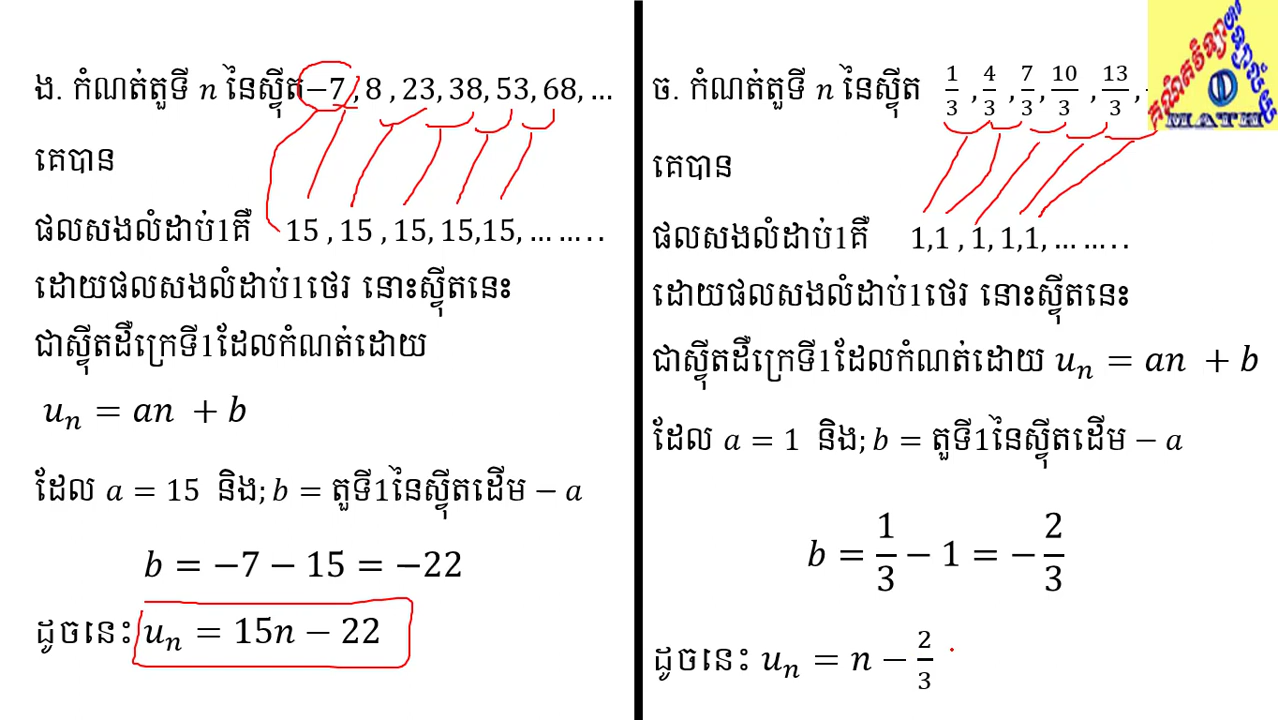 ង. កំណត់តួទី n នៃស្វ៊ីត −7 , 8 , 23, 38, 53, 68, …
គេបាន
ផលសងលំដាប់1គឺ 15 , 15 , 15, 15,15, … … . .
ដោយផលសងលំដាប់1ថេរ នោះស្វ៊ីតនេះ
ជាស្វ៊ីតដឺក្រេទី1ដែលកំណត់ដោយ
uₙ = an + b
ដែល a = 15 និង; b = តួទី1នៃស្វ៊ីតដើម − a
b = −7 − 15 = −22
ដូចនេះ uₙ = 15n − 22
ច. កំណត់តួទី n នៃស្វ៊ីត 1/3 , 4/3 , 7/3 , 10/3 , 13/3 ,
គេបាន
ផលសងលំដាប់1គឺ 1,1 , 1, 1,1, … … . .
ដោយផលសងលំដាប់1ថេរ នោះស្វ៊ីតនេះ
ជាស្វ៊ីតដឺក្រេទី1ដែលកំណត់ដោយ uₙ = an + b
ដែល a = 1 និង; b = តួទី1នៃស្វ៊ីតដើម − a
b = 1/3 − 1 = − 2/3
ដូចនេះ uₙ = n − 2/3
MATH